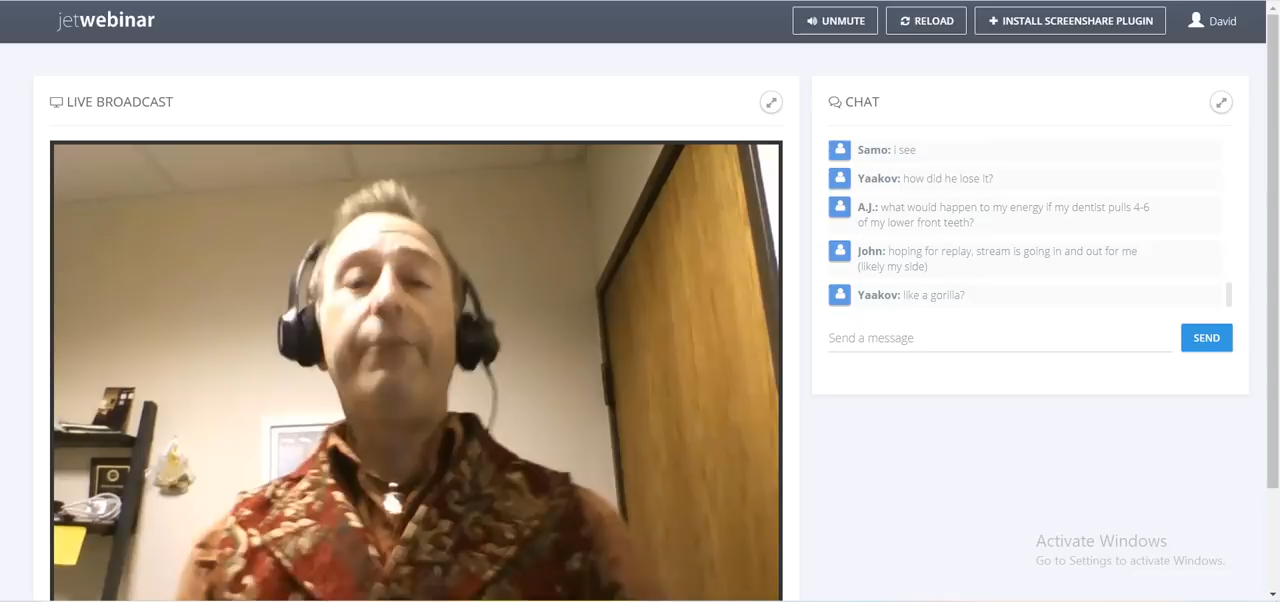 jetwebinar
UNMUTE
RELOAD
INSTALL SCREENSHARE PLUGIN
David
LIVE BROADCAST
CHAT
Samo: i see
Yaakov: how did he lose it?
A.J.: what would happen to my energy if my dentist pulls 4-6
of my lower front teeth?
John: hoping for replay, stream is going in and out for me
(likely my side)
Yaakov: like a gorilla?
Send a message
SEND
Activate Windows
Go to Settings to activate Windows.